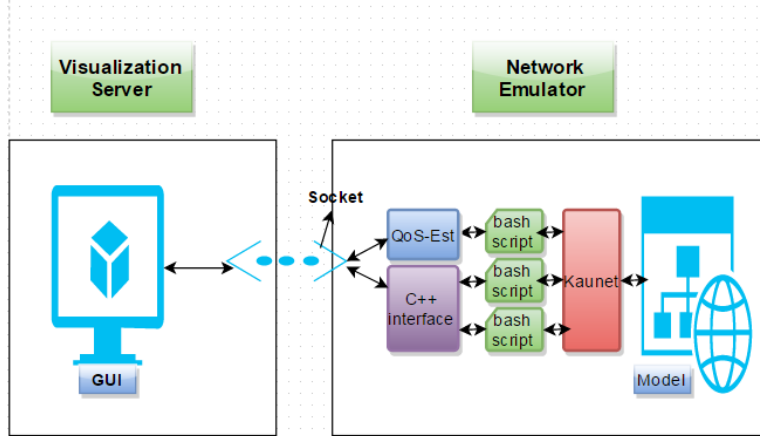 Visualization
Server
Network
Emulator
Socket
QoS-Est
bash
script
C++
interface
bash
script
bash
script
Kaunet
GUI
Model